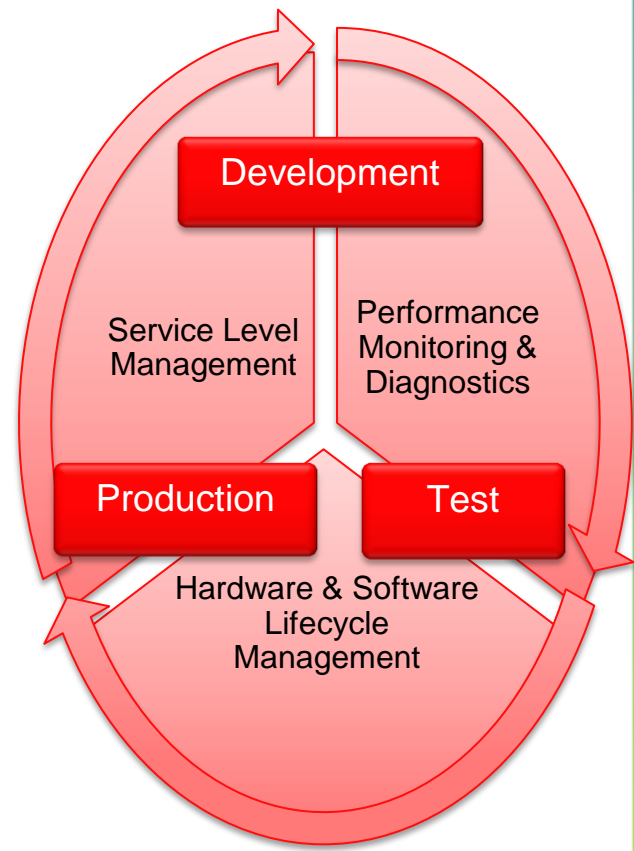 Development
Service Level
Management
Performance
Monitoring &
Diagnostics
Production
Test
Hardware & Software
Lifecycle
Management